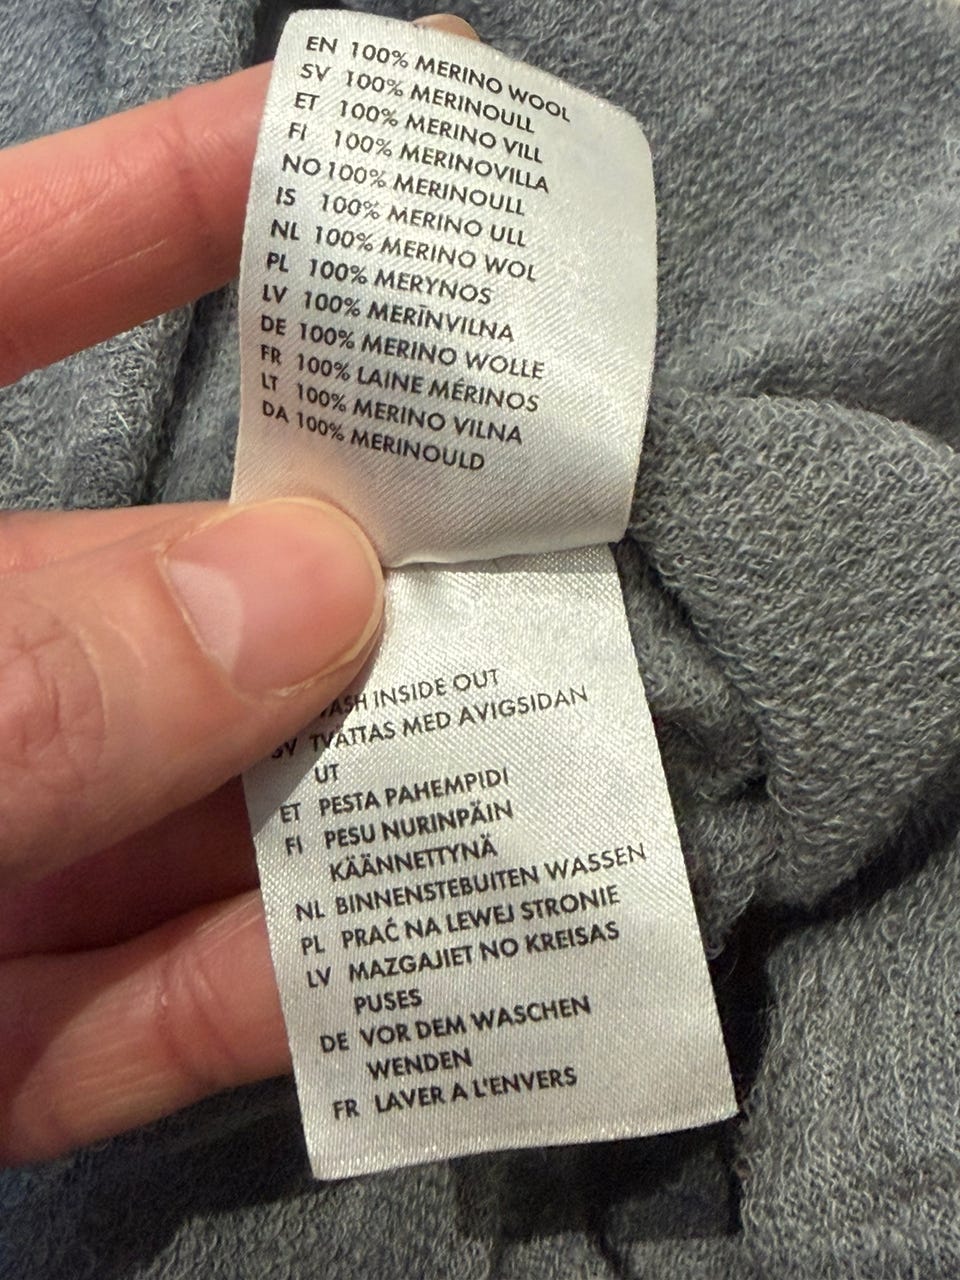 EN 100% MERINO WOOL
SV 100% MERINOULL
ET 100% MERINO VILL
FI 100% MERINOVILLA
NO 100% MERINOULL
IS 100% MERINO ULL
NL 100% MERINO WOL
PL 100% MERYNOS
LV 100% MERĪNVILNA
DE 100% MERINO WOLLE
FR 100% LAINE MÉRINOS
LT 100% MERINO VILNA
DA 100% MERINOULD
INSIDE OUT
SV TVÄTTAS MED AVIGSIDAN
UT
ET PESTA PAHEMPIDI
FI PESU NURINPÄIN
KÄÄNNETTYNÄ
NL BINNENSTEBUITEN WASSEN
PL PRAĆ NA LEWEJ STRONIE
LV MAZGAJIET NO KREISAS
PUSES
DE VOR DEM WASCHEN
WENDEN
FR LAVER A L'ENVERS